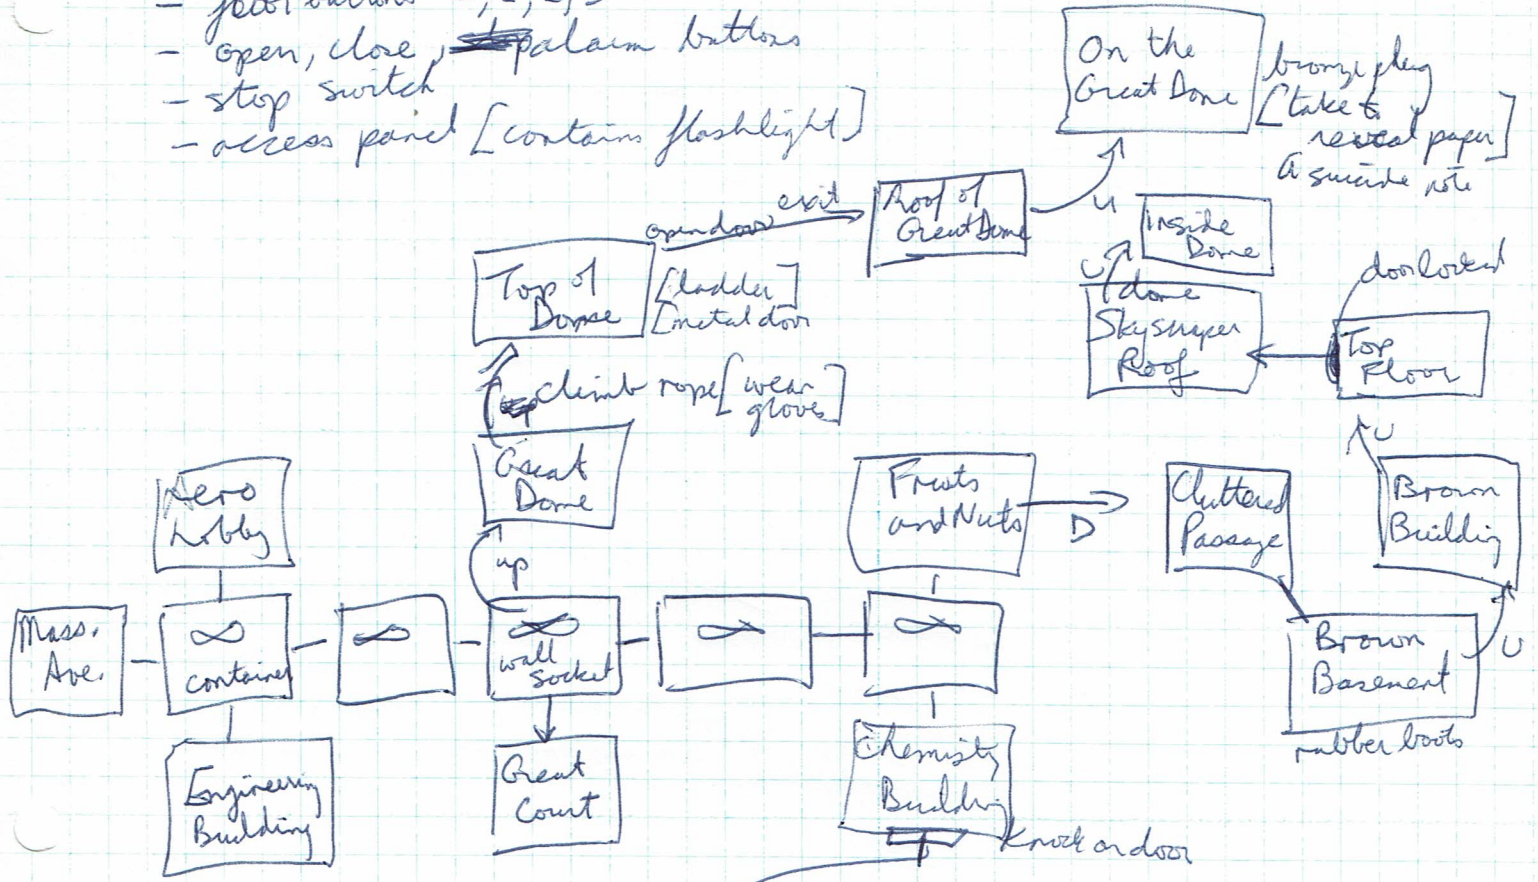 - open, close, alarm buttons
- stop switch
- access panel [contains flashlight]
On the
Great Dome
bronze plug
[take to
reveal paper]
a suicide note
open door exit
Roof of
Great Dome
U
Inside
Dome
Top of
Dome
[ladder]
[metal door
U
dome
Skyscraper
Roof
door locked
Top
Floor
climb rope [wear
gloves]
U
Great
Dome
Aero
Lobby
Fruits
and Nuts
D
Cluttered
Passage
Brown
Building
up
Mass.
Ave.
∞
container
∞
∞
wall
socket
∞
∞
Brown
Basement
U
rubber boots
Engineering
Building
Great
Court
Chemistry
Building
Knock on door